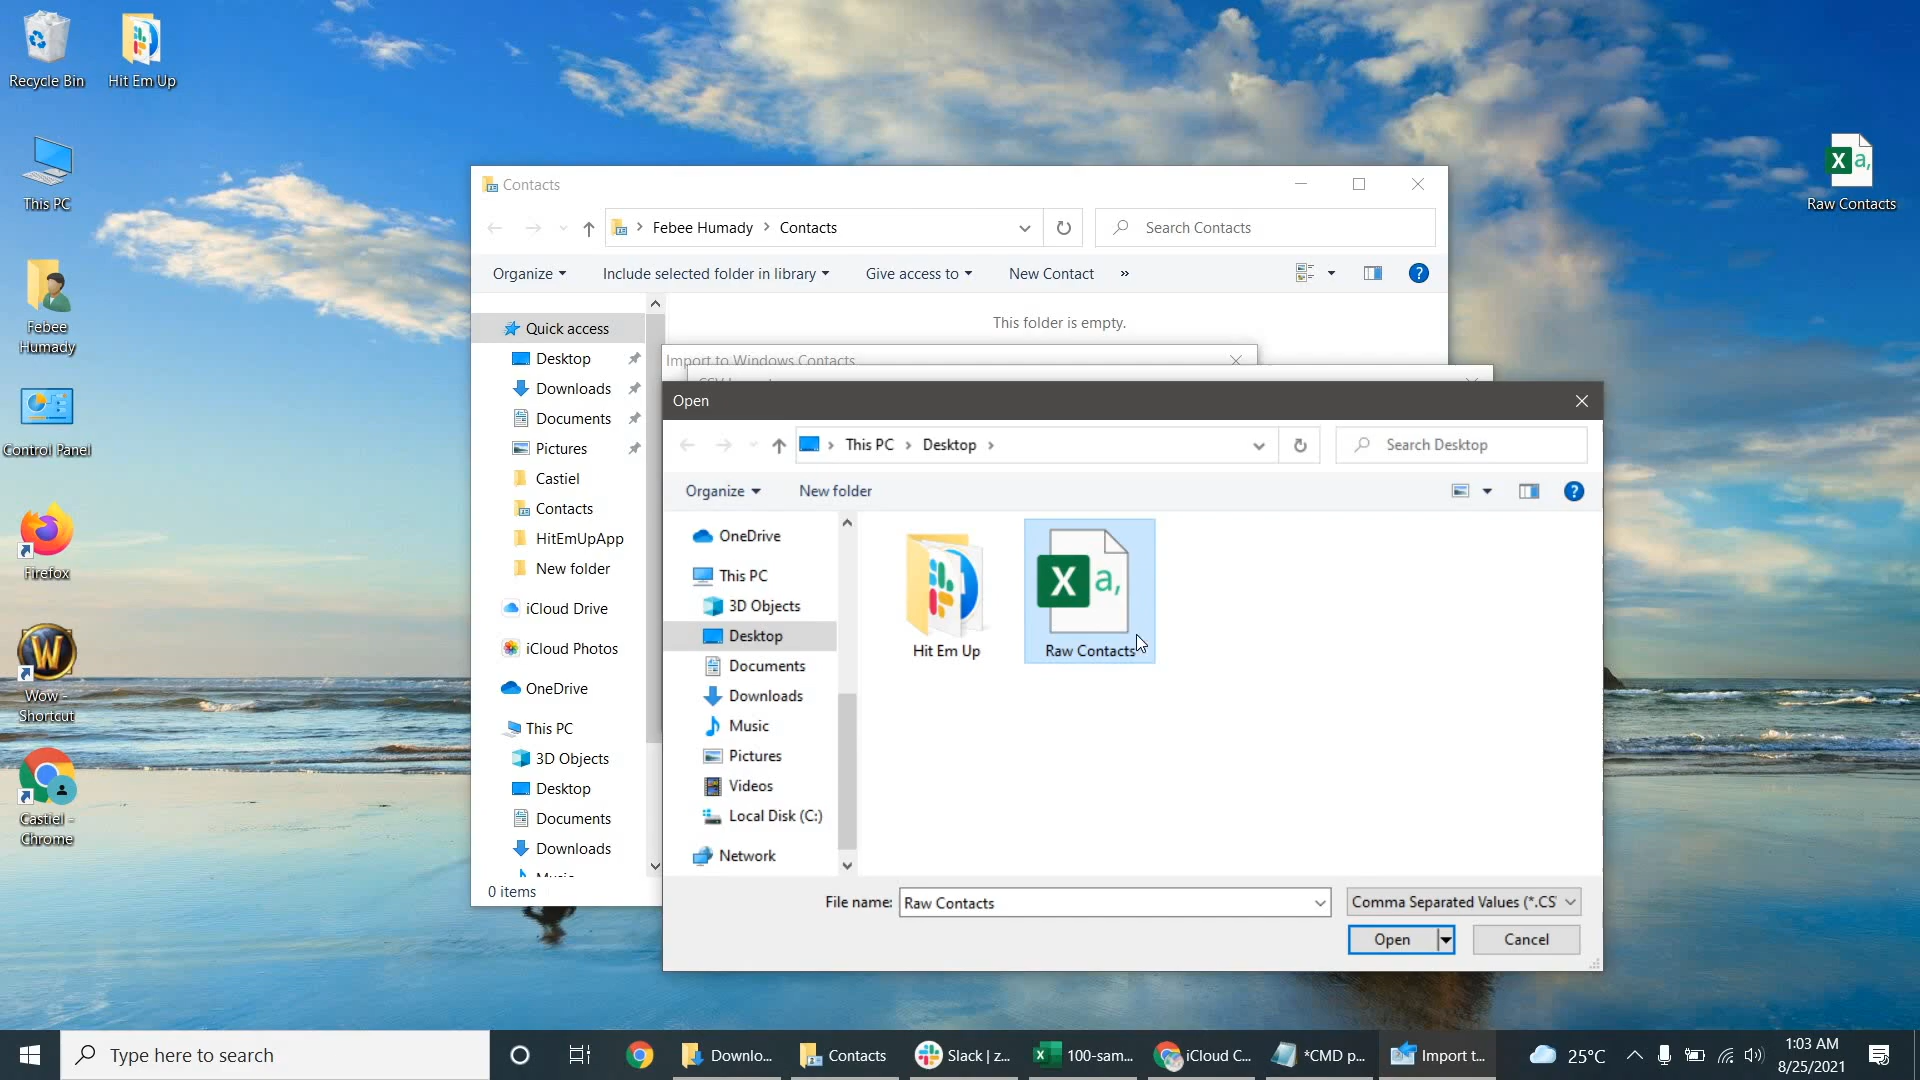 Recycle Bin
Hit Em Up
This PC
Febee
Humady
Control Panel
Firefox
Wow -
Shortcut
Castiel -
Chrome
Raw Contacts
Contacts
Febee Humady
Contacts
Search Contacts
Organize
Include selected folder in library
Give access to
New Contact
»
This folder is empty.
Quick access
Desktop
Downloads
Documents
Pictures
Castiel
Contacts
HitEmUpApp
New folder
iCloud Drive
iCloud Photos
OneDrive
This PC
3D Objects
Desktop
Documents
Downloads
Music
0 items
Import to Windows Contacts
Open
This PC
Desktop
Search Desktop
Organize
New folder
OneDrive
This PC
3D Objects
Desktop
Documents
Downloads
Music
Pictures
Videos
Local Disk (C:)
Network
Hit Em Up
Raw Contacts
File name:
Raw Contacts
Comma Separated Values (*.CS
Open
Cancel
Type here to search
Downlo...
Contacts
Slack | z...
100-sam...
iCloud C...
*CMD p...
Import t...
25°C
1:03 AM
8/25/2021